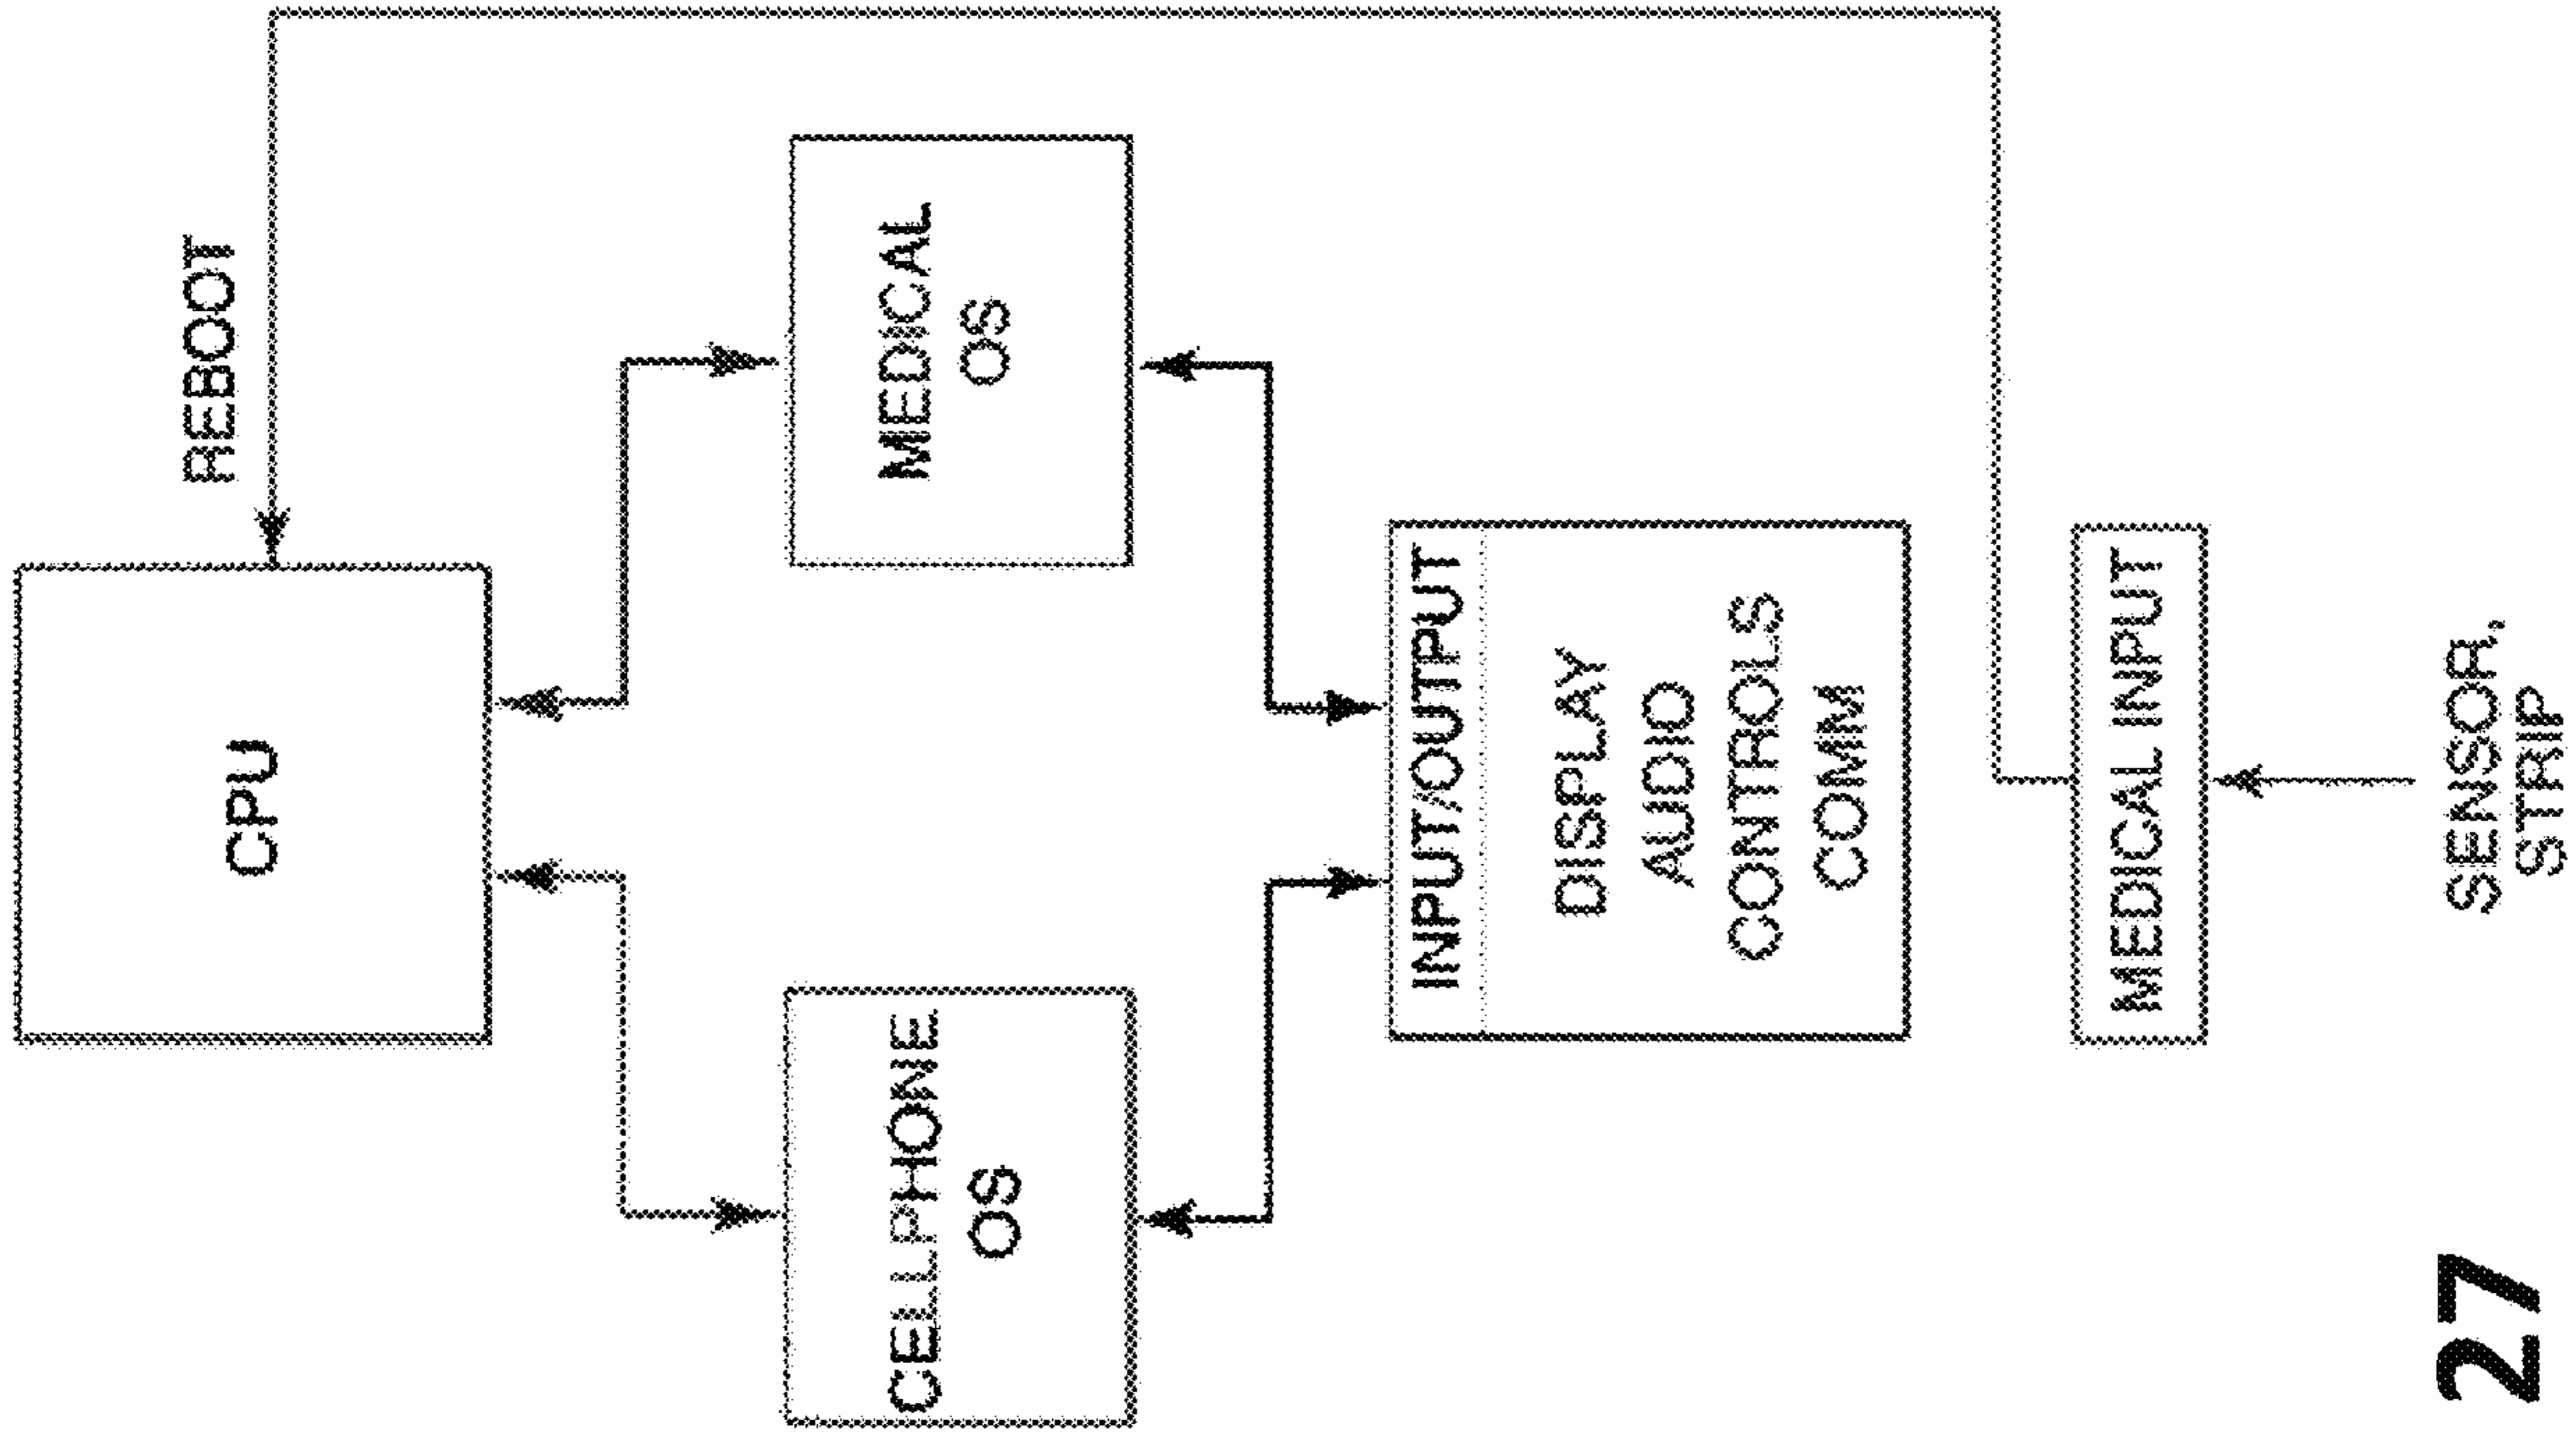 REBOOT
CPU
CELLPHONE
OS
MEDICAL
OS
INPUT/OUTPUT
DISPLAY
AUDIO
CONTROLS
COMM
MEDICAL INPUT
SENSOR,
STRIP
27